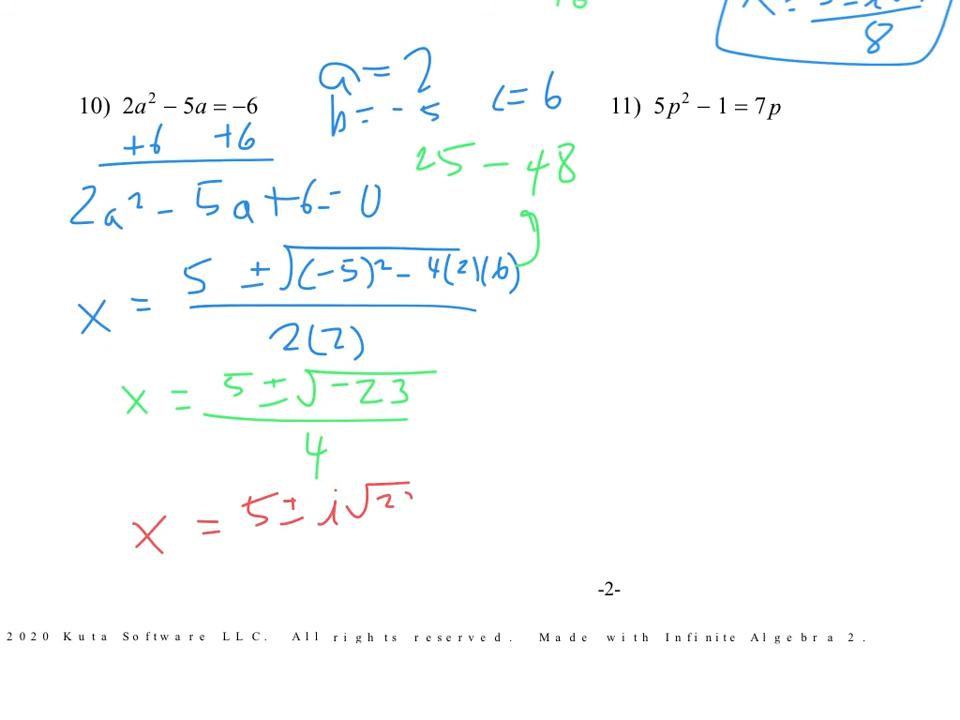 8
10) 2a² – 5a = –6
a = 2
b = - 5
c = 6
11) 5p² – 1 = 7p
+6 +6
25 - 48
2a² - 5a + 6 = 0
x = 5 ± √(-5)² - 4(2)(6) / 2(2)
x = 5 ± √-23 / 4
x = 5 ± i√2
-2-
2020 Kuta Software LLC. All rights reserved. Made with Infinite Algebra 2.